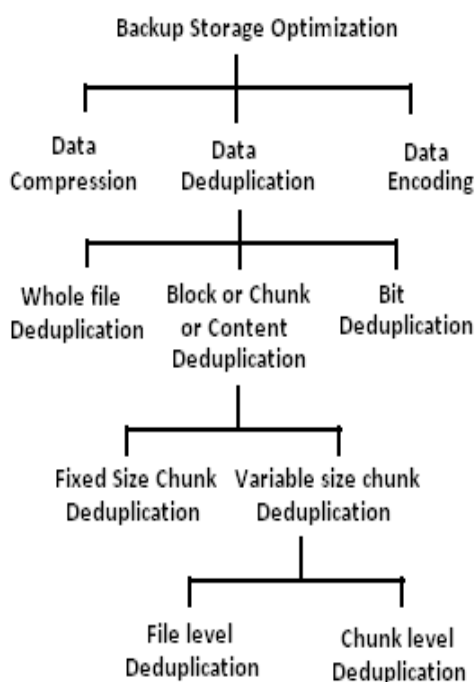 Backup Storage Optimization
Data
Compression
Data
Deduplication
Data
Encoding
Whole file
Deduplication
Block or Chunk
or Content
Deduplication
Bit
Deduplication
Fixed Size Chunk
Deduplication
Variable size chunk
Deduplication
File level
Deduplication
Chunk level
Deduplication